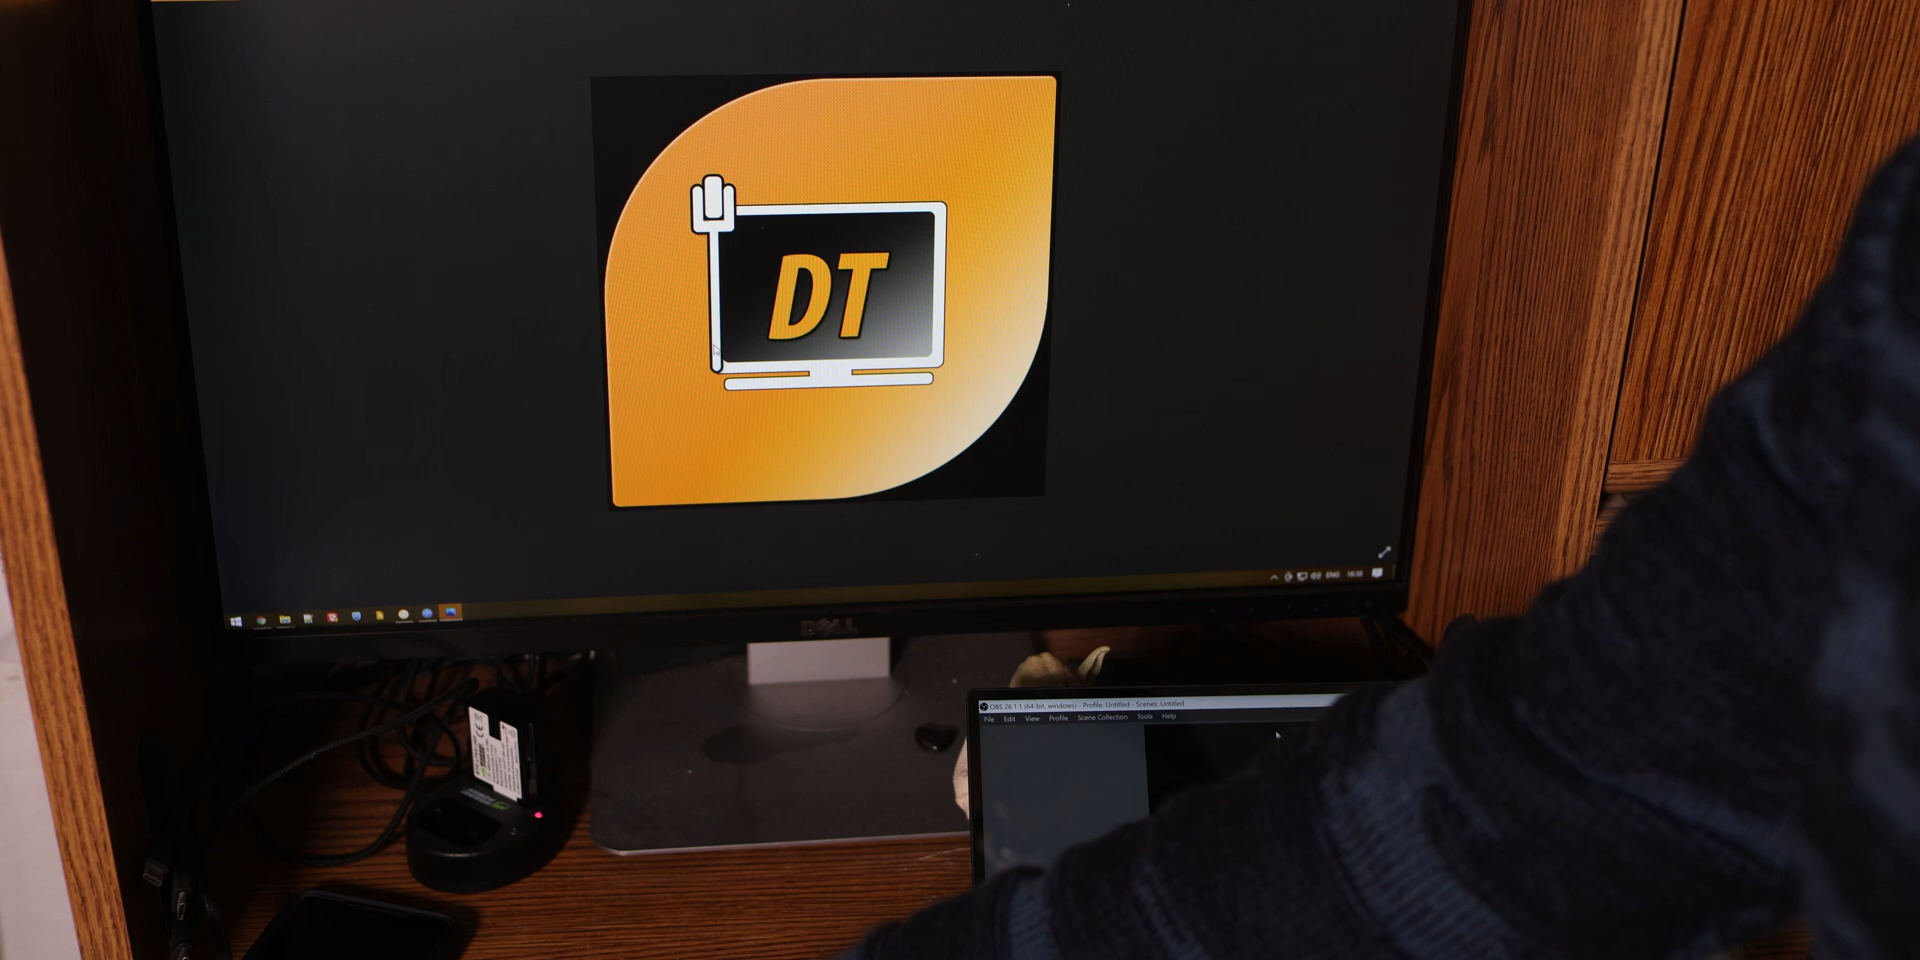 DT
ENG
DELL
OBS 26.1.1 (64-bit, windows) - Profile: Untitled - Scenes: Untitled
File Edit View Profile Scene Collection Tools Help